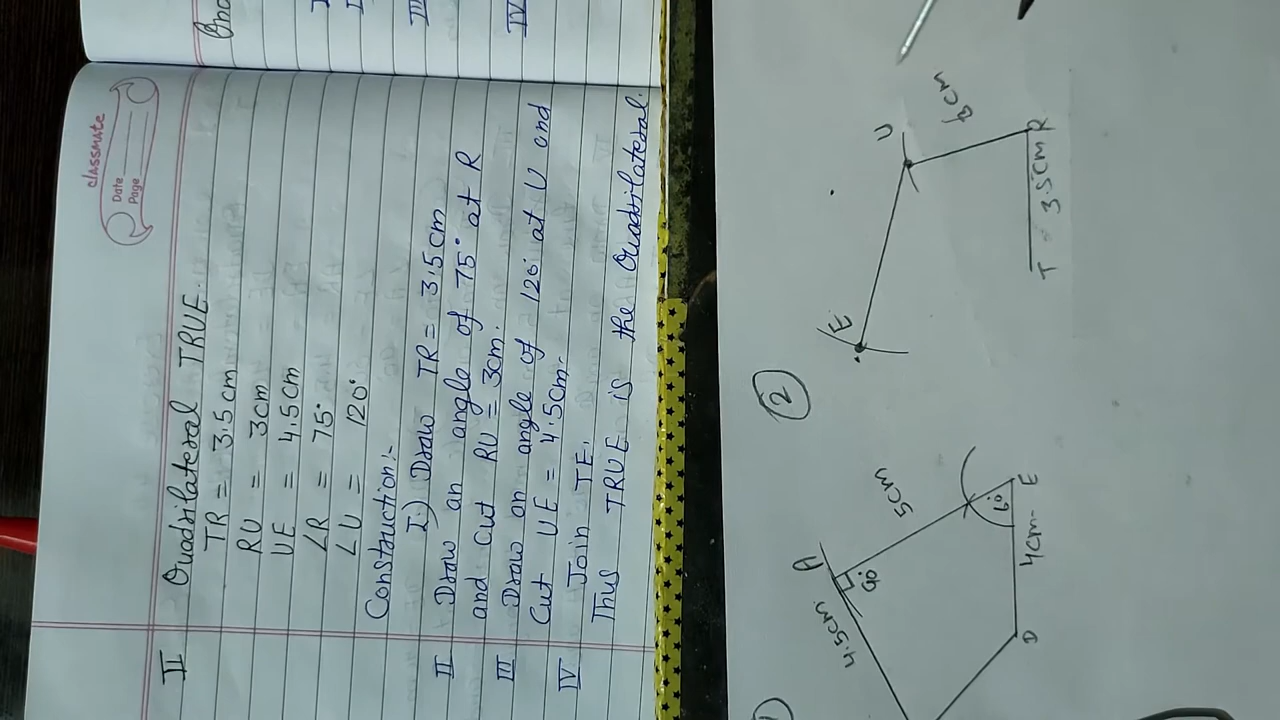 classmate
Date
Page
II Quadrilateral TRUE.
TR = 3.5cm
RU = 3cm
UE = 4.5cm
∠R = 75°
∠U = 120°
Construction:-
I.) Draw TR = 3.5cm
II Draw an angle of 75° at R
and cut RU = 3cm.
III Draw an angle of 120° at U and
Cut UE = 4.5cm.
IV Join TE.
Thus TRUE is the Quadrilateral.
III
IV
A
4.5cm
90°
5cm
60°
E
4cm
D
2
E
U
R
T 3.5cm